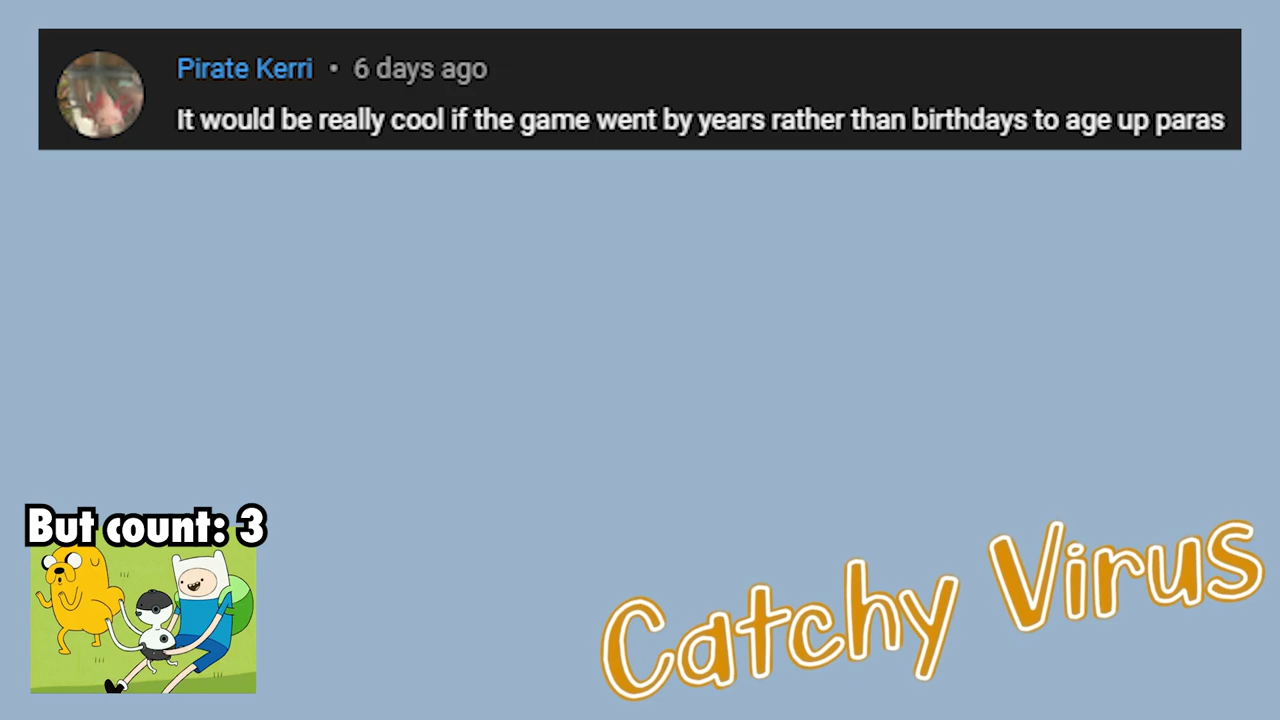 Pirate Kerri • 6 days ago
It would be really cool if the game went by years rather than birthdays to age up paras
But count: 3
Catchy Virus